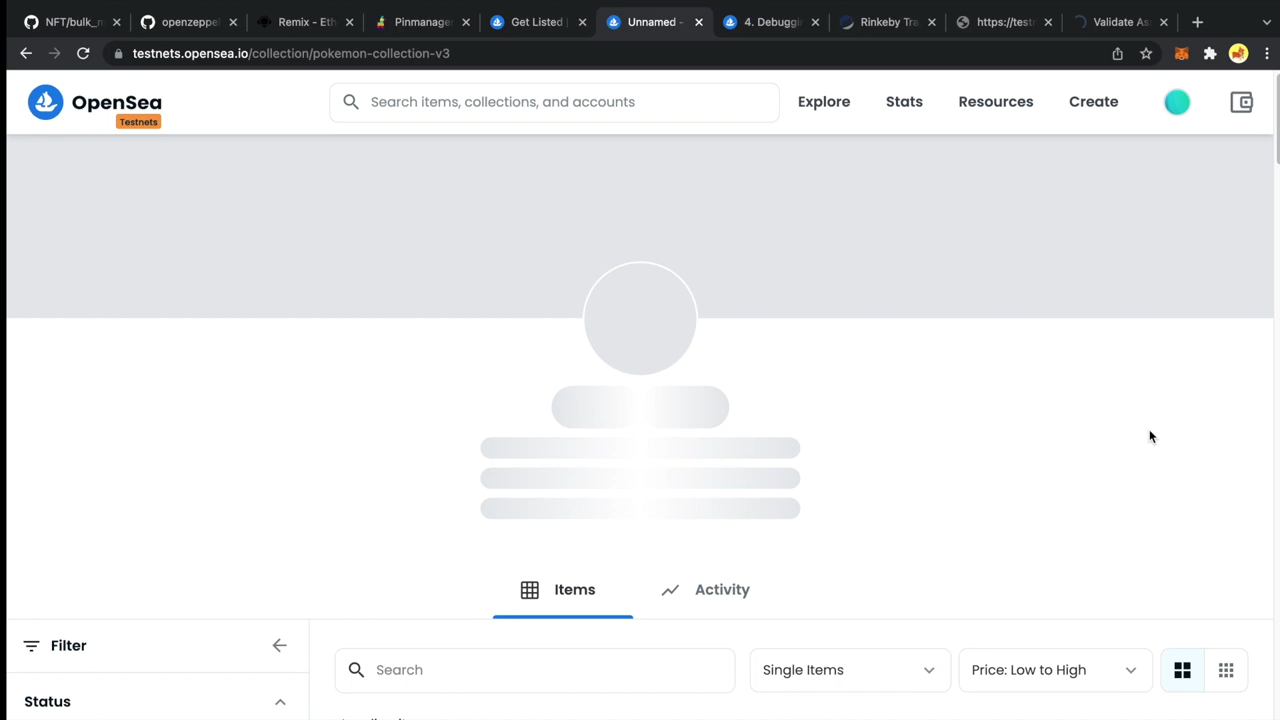 NFT/bulk_m
openzeppel
Remix - Eth
Pinmanage
Get Listed |
Unnamed -
4. Debuggi
Rinkeby Tra
https://test
Validate As
testnets.opensea.io/collection/pokemon-collection-v3
OpenSea
Testnets
Search items, collections, and accounts
Explore
Stats
Resources
Create
Items
Activity
Filter
Search
Single Items
Price: Low to High
Status